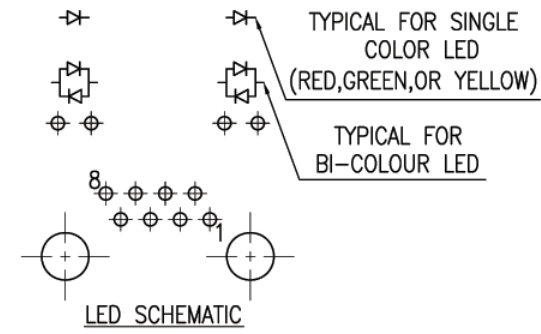 TYPICAL FOR SINGLE
COLOR LED
(RED,GREEN,OR YELLOW)
TYPICAL FOR
BI-COLOUR LED
8
1
LED SCHEMATIC